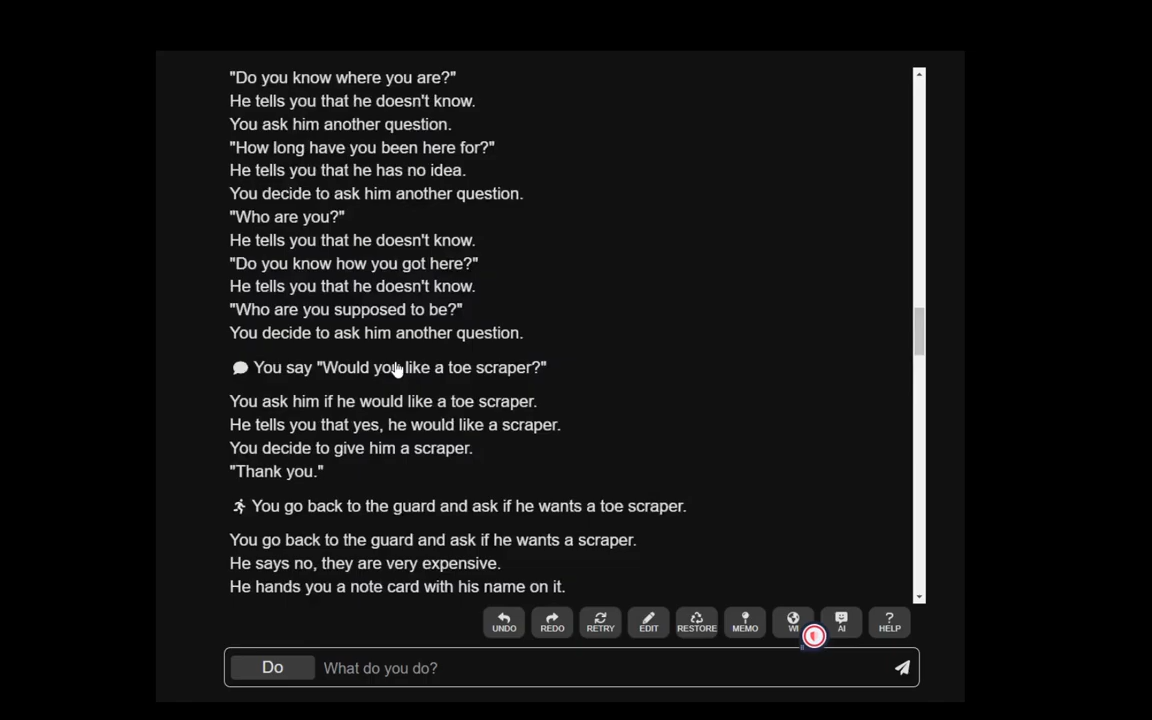 "Do you know where you are?"
He tells you that he doesn't know.
You ask him another question.
"How long have you been here for?"
He tells you that he has no idea.
You decide to ask him another question.
"Who are you?"
He tells you that he doesn't know.
"Do you know how you got here?"
He tells you that he doesn't know.
"Who are you supposed to be?"
You decide to ask him another question.
You say "Would you like a toe scraper?"
You ask him if he would like a toe scraper.
He tells you that yes, he would like a scraper.
You decide to give him a scraper.
"Thank you."
You go back to the guard and ask if he wants a toe scraper.
You go back to the guard and ask if he wants a scraper.
He says no, they are very expensive.
He hands you a note card with his name on it.
UNDO REDO RETRY EDIT RESTORE MEMO WI AI HELP
Do What do you do?